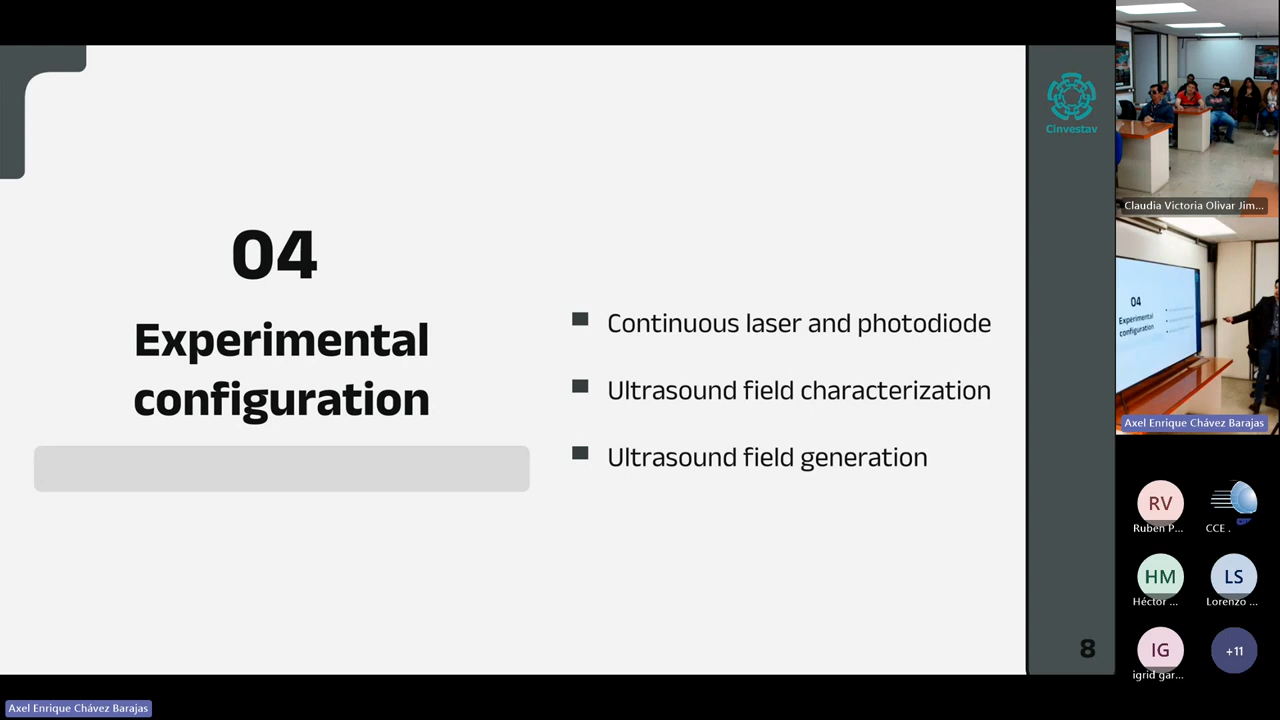 04
Experimental
configuration
Continuous laser and photodiode
Ultrasound field characterization
Ultrasound field generation
Cinvestav
8
Claudia Victoria Olivar Jim...
04
Experimental
configuration
Axel Enrique Chávez Barajas
RV
Ruben P...
CCE .
HM
Héctor ...
LS
Lorenzo ...
IG
igrid gar...
+11
Axel Enrique Chávez Barajas